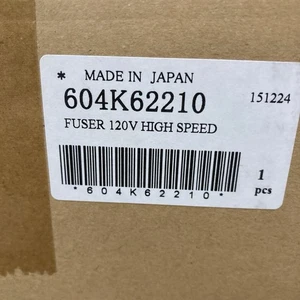 * MADE IN JAPAN
604K62210 151224
FUSER 120V HIGH SPEED
*604K62210*
1
pcs